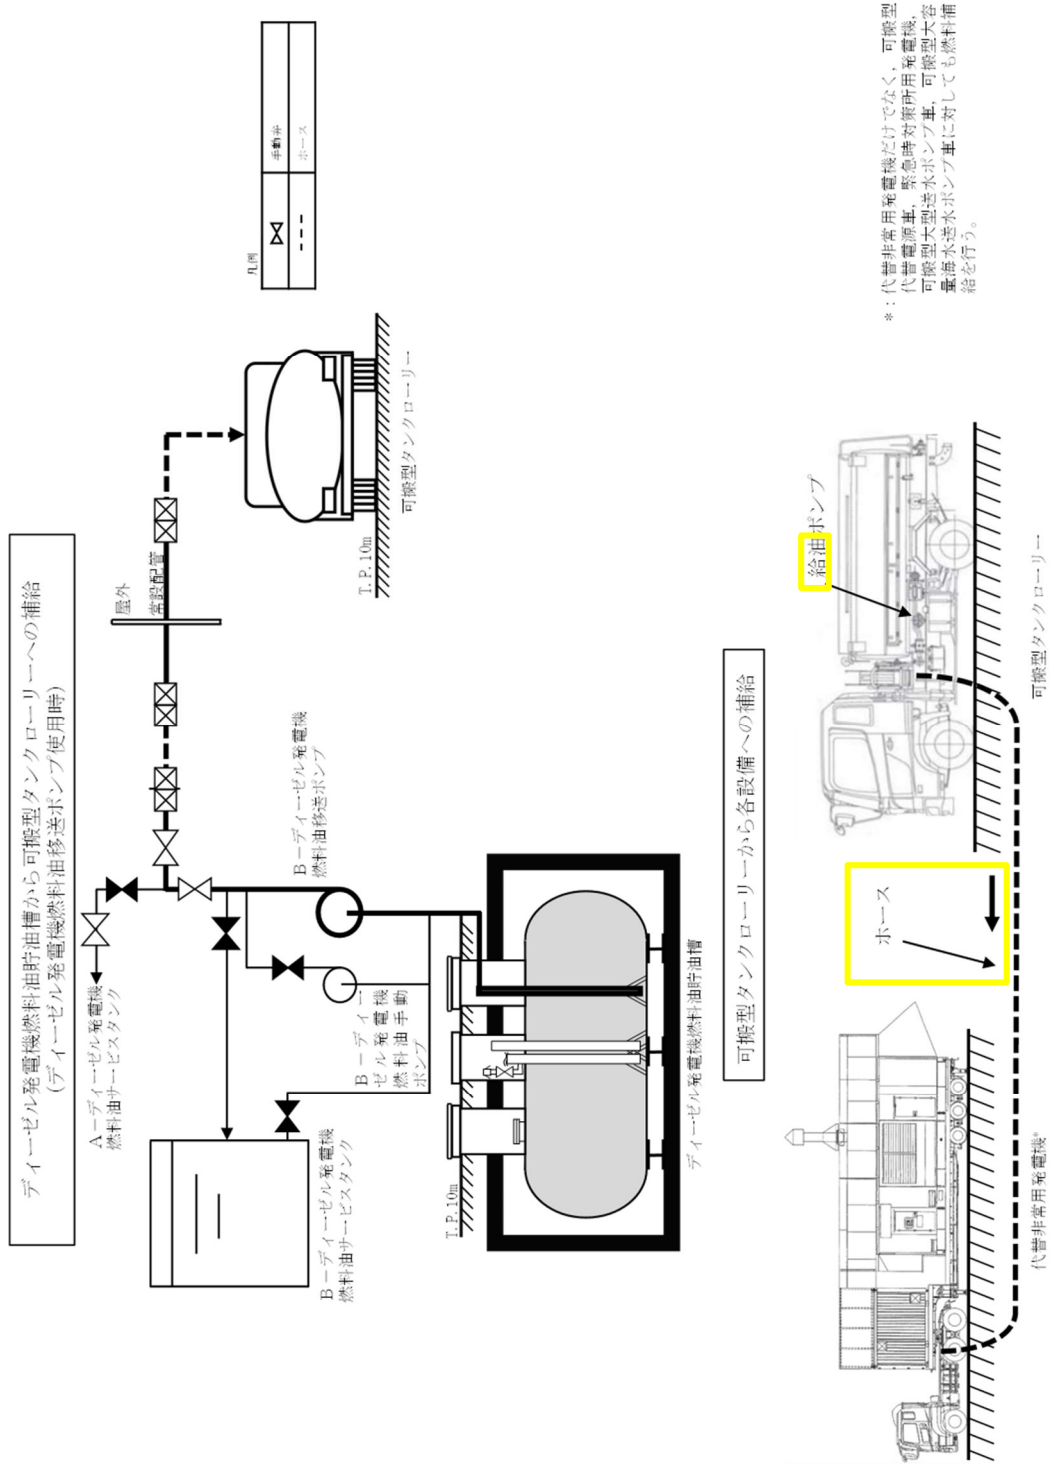 ディーゼル発電機燃料油貯油槽から可搬型タンクローリーへの補給
(ディーゼル発電機燃料油移送ポンプ使用時)
A－ディーゼル発電機
燃料油サービスタンク
屋外
常設配管
凡例
手動弁
ホース
B－ディーゼル発電機
燃料油サービスタンク
B－ディー
ゼル発電機
燃料油手動
ポンプ
B－ディーゼル発電機
燃料油移送ポンプ
T.P.10m
可搬型タンクローリー
T.P.10m
ディーゼル発電機燃料油貯油槽
可搬型タンクローリーから各設備への補給
給油ポンプ
ホース
代替非常用発電機*
可搬型タンクローリー
*：代替非常用発電機だけでなく，可搬型
代替電源車，緊急時対策所用発電機，
可搬型大型送水ポンプ車，可搬型大容
量海水送水ポンプ車に対しても燃料補
給を行う。